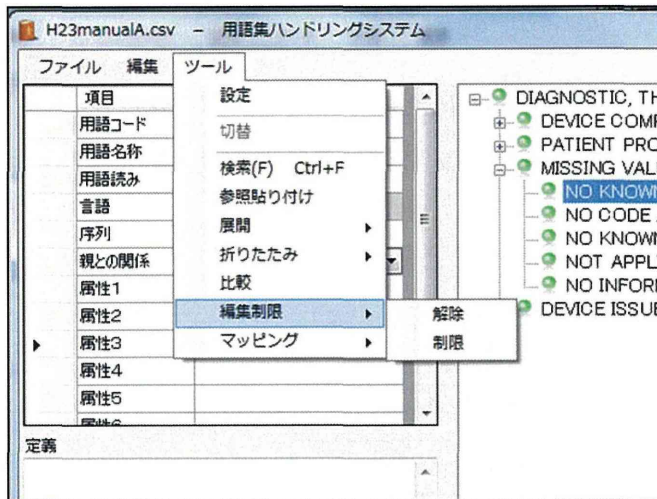 H23manualA.csv － 用語集ハンドリングシステム
ファイル 編集 ツール
項目
用語コード
用語名称
用語読み
言語
序列
親との関係
属性1
属性2
属性3
属性4
属性5
設定
切替
検索(F) Ctrl+F
参照貼り付け
展開
折りたたみ
比較
編集制限
マッピング
解除
制限
DIAGNOSTIC, TH
DEVICE COMP
PATIENT PRO
MISSING VAL
NO KNOWN
NO CODE
NO KNOWN
NOT APPL
NO INFOR
DEVICE ISSUE
定義